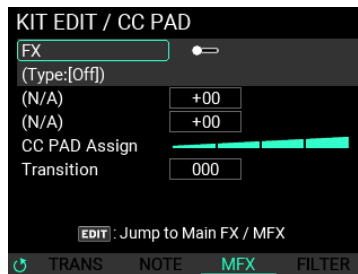 KIT EDIT / CC PAD
FX
(Type:[Off])
(N/A) +00
(N/A) +00
CC PAD Assign
Transition 000
EDIT : Jump to Main FX / MFX
TRANS NOTE MFX FILTER